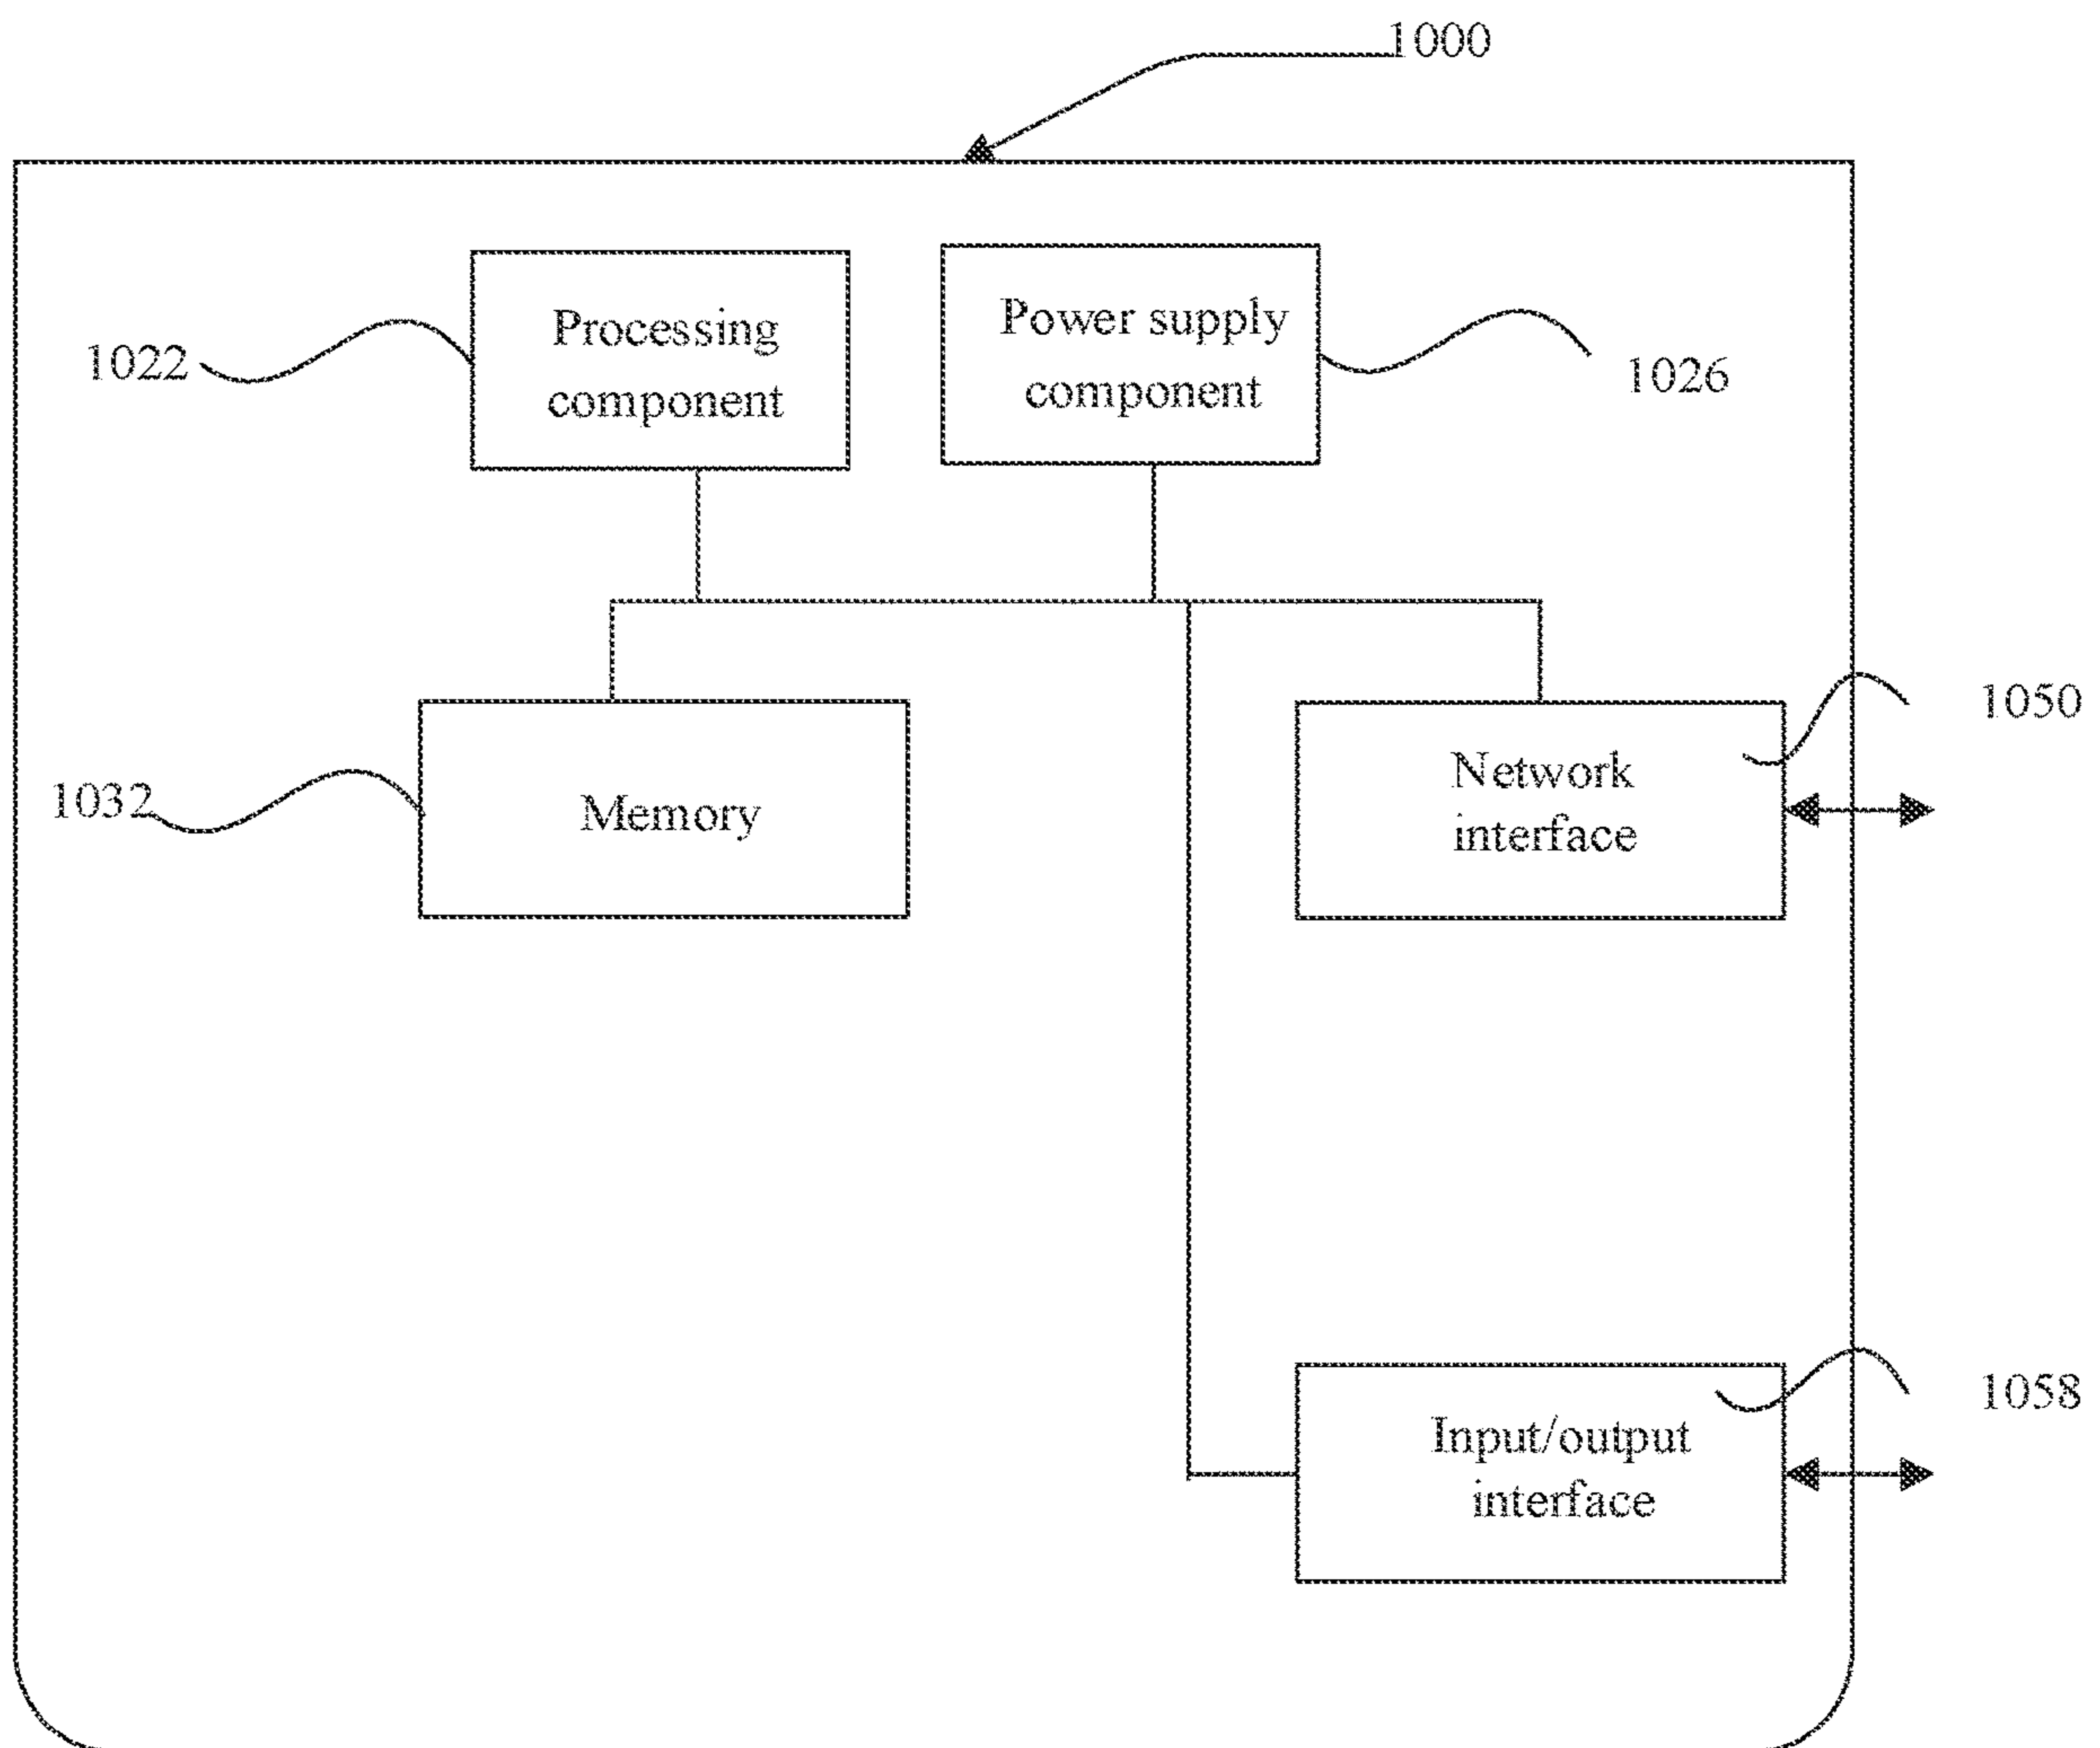 1000
Processing
component
Power supply
component
1022
1026
1050
Network
interface
1032
Memory
1058
Input/output
interface